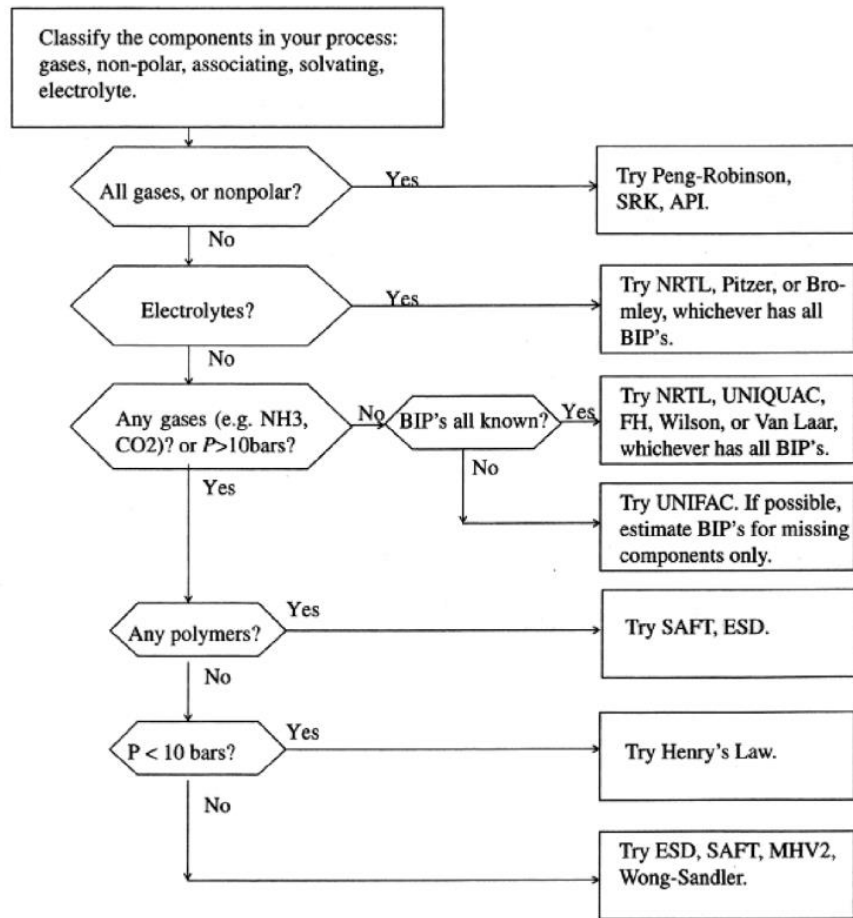 Classify the components in your process:
gases, non-polar, associating, solvating,
electrolyte.
All gases, or nonpolar?
Yes
Try Peng-Robinson,
SRK, API.
No
Electrolytes?
Yes
Try NRTL, Pitzer, or Bro-
mley, whichever has all
BIP's.
No
Any gases (e.g. NH3,
CO2)? or P>10bars?
No
BIP's all known?
Yes
Try NRTL, UNIQUAC,
FH, Wilson, or Van Laar,
whichever has all BIP's.
No
Try UNIFAC. If possible,
estimate BIP's for missing
components only.
Yes
Any polymers?
Yes
Try SAFT, ESD.
No
P < 10 bars?
Yes
Try Henry's Law.
No
Try ESD, SAFT, MHV2,
Wong-Sandler.